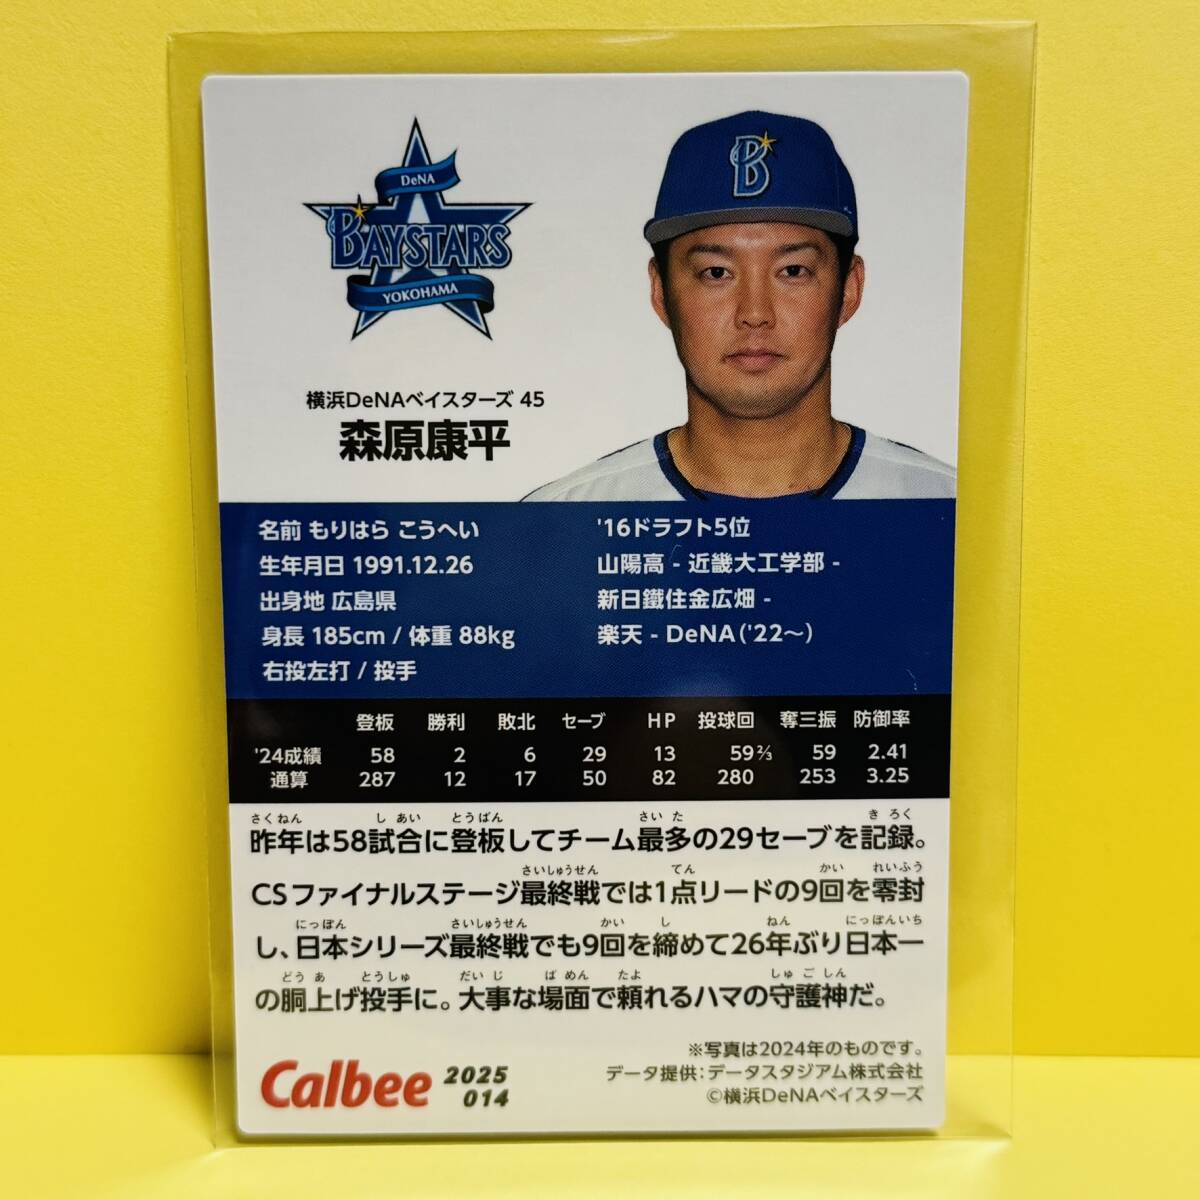 DeNA
BAYSTARS
YOKOHAMA
B
横浜DeNAベイスターズ 45
森原康平
名前 もりはら こうへい
生年月日 1991.12.26
出身地 広島県
身長 185cm / 体重 88kg
右投左打 / 投手
'16ドラフト5位
山陽高 - 近畿大工学部 -
新日鐵住金広畑 -
楽天 - DeNA('22〜)
登板 勝利 敗北 セーブ HP 投球回 奪三振 防御率
'24成績 58 2 6 29 13 59 2/3 59 2.41
通算 287 12 17 50 82 280 253 3.25
さくねん しあい とうばん さいた きろく
昨年は58試合に登板してチーム最多の29セーブを記録。
さいしゅうせん てん かい れいふう
CSファイナルステージ最終戦では1点リードの9回を零封
にっぽん さいしゅうせん かい し ねん にっぽんいち
し、日本シリーズ最終戦でも9回を締めて26年ぶり日本一
どうあ とうしゅ だいじ ばめん たよ しゅごしん
の胴上げ投手に。大事な場面で頼れるハマの守護神だ。
Calbee 2025
014
※写真は2024年のものです。
データ提供:データスタジアム株式会社
©横浜DeNAベイスターズ